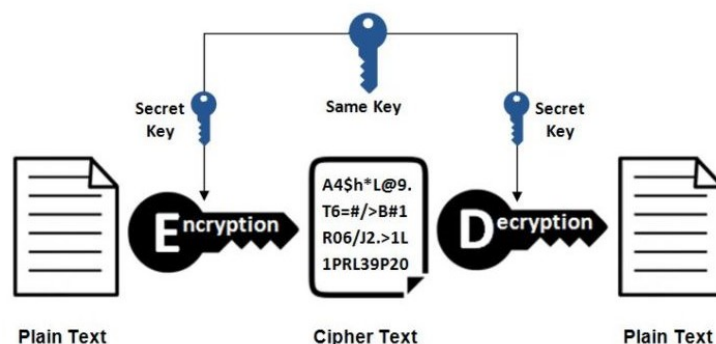 Secret
Key
Same Key
Secret
Key
Encryption
A4$h*L@9.
T6=#/>B#1
R06/J2.>1L
1PRL39P20
Decryption
Plain Text
Cipher Text
Plain Text